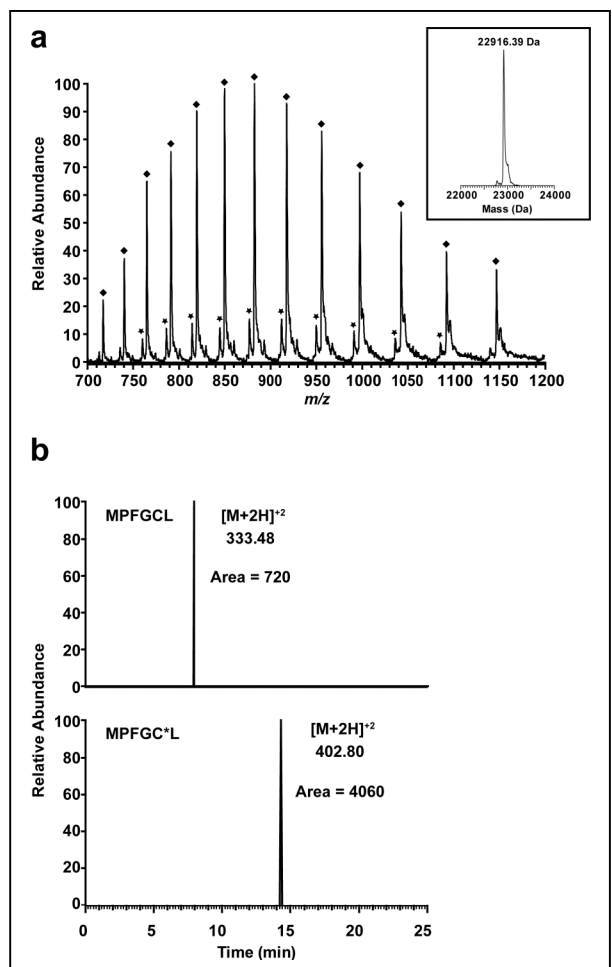 a
22916.39 Da
22000 23000 24000
Mass (Da)
Relative Abundance
100
90
80
70
60
50
40
30
20
10
0
700 750 800 850 900 950 1000 1050 1100 1150 1200
m/z
b
Relative Abundance
100
80
60
40
20
0
MPFGCL
[M+2H]+2
333.48
Area = 720
100
80
60
40
20
0
MPFGC*L
[M+2H]+2
402.80
Area = 4060
0 5 10 15 20 25
Time (min)